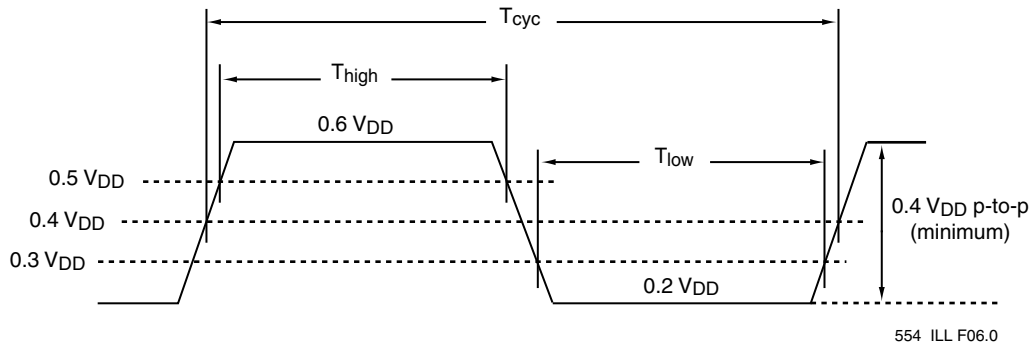 Tcyc
Thigh
0.6 VDD
Tlow
0.5 VDD
0.4 VDD
0.4 VDD p-to-p
(minimum)
0.3 VDD
0.2 VDD
554 ILL F06.0